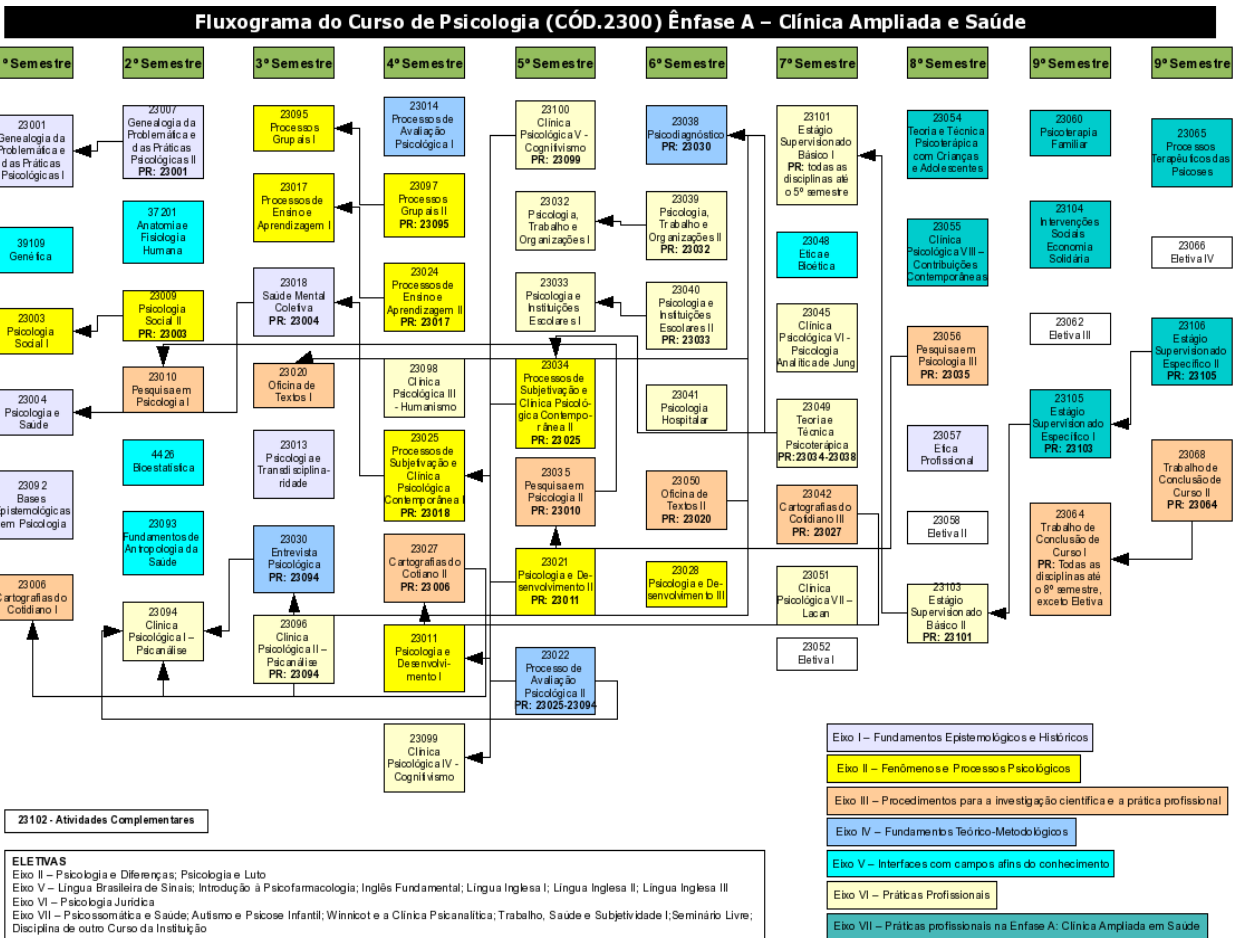 Fluxograma do Curso de Psicologia (CÓD.2300) Ênfase A – Clínica Ampliada e Saúde
º Semestre
2º Semestre
3º Semestre
4º Semestre
5º Semestre
6º Semestre
7º Semestre
8º Semestre
9º Semestre
9º Semestre
23001
Genealogia da
Problemática e
das Práticas
Psicológicas I
39109
Genética
23003
Psicologia
Social I
23004
Psicologia e
Saúde
23092
Bases
Epistemológicas
em Psicologia
23006
Cartografias do
Cotidiano I
23007
Genealogia da
Problemática e
das Práticas
Psicológicas II
PR: 23001
37201
Anatomia e
Fisiologia
Humana
23009
Psicologia
Social II
PR: 23003
23010
Pesquisa em
Psicologia I
4426
Bioestatística
23093
Fundamentos de
Antropologia da
Saúde
23094
Clínica
Psicológica I –
Psicanálise
23095
Processos
Grupais I
23017
Processos de
Ensino e
Aprendizagem I
23018
Saúde Mental
Coletiva
PR: 23004
23020
Oficina de
Textos I
23013
Psicologia e
Transdisciplina-
ridade
23030
Entrevista
Psicológica
PR: 23094
23096
Clínica
Psicológica II –
Psicanálise
PR: 23094
23014
Processos de
Avaliação
Psicológica I
23097
Processos
Grupais II
PR: 23095
23024
Processos de
Ensino e
Aprendizagem II
PR: 23017
23098
Clínica
Psicológica III
- Humanismo
23025
Processos de
Subjetivação e
Clínica
Psicológica
Contemporânea I
PR: 23018
23027
Cartografias do
Cotiano II
PR: 23006
23011
Psicologia e
Desenvolvi-
mento I
23099
Clínica
Psicológica IV -
Cognitivismo
23100
Clínica
Psicológica V -
Cognitivismo
PR: 23099
23032
Psicologia,
Trabalho e
Organizações I
23033
Psicologia e
Instituições
Escolares I
23034
Processos de
Subjetivação e
Clínica Psicoló-
gica Contempo-
rânea II
PR: 23025
23035
Pesquisa em
Psicologia II
PR: 23010
23021
Psicologia e De-
senvolvimento II
PR: 23011
23022
Processo de
Avaliação
Psicológica II
PR: 23025-23094
23038
Psicodiagnóstico
PR: 23030
23039
Psicologia,
Trabalho e
Organizações II
PR: 23032
23040
Psicologia e
Instituições
Escolares II
PR: 23033
23041
Psicologia
Hospitalar
23050
Oficina de
Textos II
PR: 23020
23028
Psicologia e De-
senvolvimento III
23101
Estágio
Supervisionado
Básico I
PR: todas as
disciplinas até
o 5º semestre
23048
Etica e
Bioética
23045
Clínica
Psicológica VI -
Psicologia
Analítica de Jung
23049
Teoria e
Técnica
Psicoterápica
PR:23034-23038
23042
Cartografias do
Cotidiano III
PR: 23027
23051
Clínica
Psicológica VII –
Lacan
23052
Eletiva I
23054
Teoria e Técnica
Psicoterápica
com Crianças
e Adolescentes
23055
Clínica
Psicológica VIII –
Contribuições
Contemporâneas
23056
Pesquisa em
Psicologia III
PR: 23035
23057
Etica
Profissional
23058
Eletiva II
23103
Estágio
Supervisionado
Básico II
PR: 23101
23060
Psicoterapia
Familiar
23104
Intervenções
Sociais
Economia
Solidária
23062
Eletiva III
23105
Estágio
Supervisionado
Específico I
PR: 23103
23064
Trabalho de
Conclusão de
Curso I
PR: Todas as
disciplinas até
o 8º semestre,
exceto Eletiva
23065
Processos
Terapêuticos das
Psicoses
23066
Eletiva IV
23106
Estágio
Supervisionado
Específico II
PR: 23105
23068
Trabalho de
Conclusão de
Curso II
PR: 23064
23102 - Atividades Complementares
ELETIVAS
Eixo II – Psicologia e Diferenças; Psicologia e Luto
Eixo V – Língua Brasileira de Sinais; Introdução à Psicofarmacologia; Inglês Fundamental; Língua Inglesa I; Língua Inglesa II; Língua Inglesa III
Eixo VI – Psicologia Jurídica
Eixo VII – Psicossomática e Saúde; Autismo e Psicose Infantil; Winnicot e a Clínica Psicanalítica; Trabalho, Saúde e Subjetividade I;Seminário Livre;
Disciplina de outro Curso da Instituição
Eixo I – Fundamentos Epistemológicos e Históricos
Eixo II – Fenômenos e Processos Psicológicos
Eixo III – Procedimentos para a investigação científica e a prática profissional
Eixo IV – Fundamentos Teórico-Metodológicos
Eixo V – Interfaces com campos afins do conhecimento
Eixo VI – Práticas Profissionais
Eixo VII – Práticas profissionais na Enfase A: Clínica Ampliada em Saúde